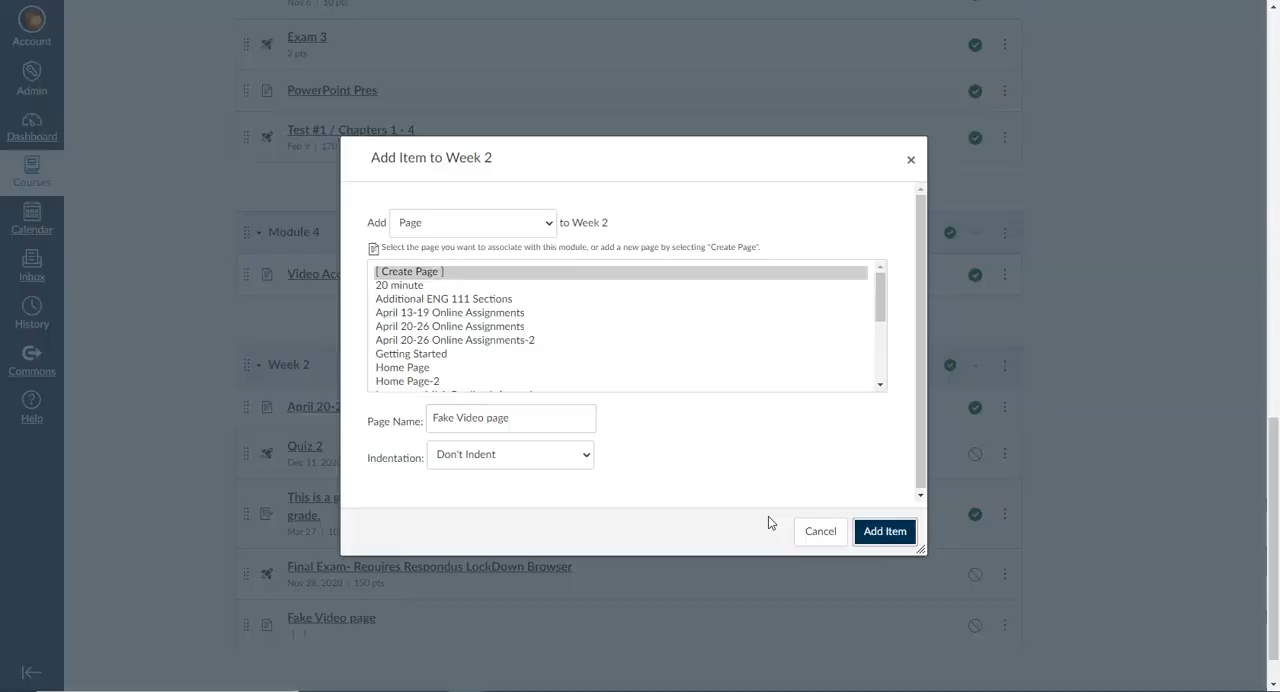 Account
Admin
Dashboard
Courses
Calendar
Inbox
History
Commons
Help
Nov 6 | 10 pts
Exam 3
3 pts
PowerPoint Pres
Test #1 / Chapters 1 - 4
Feb 9 | 170
Module 4
Video Acc
Week 2
April 20-2
Quiz 2
Dec 11, 202
This is a g
grade.
Mar 27 | 10
Final Exam- Requires Respondus LockDown Browser
Nov 28, 2020 | 150 pts
Fake Video page
Add Item to Week 2
×
Add Page to Week 2
Select the page you want to associate with this module, or add a new page by selecting "Create Page".
[ Create Page ]
20 minute
Additional ENG 111 Sections
April 13-19 Online Assignments
April 20-26 Online Assignments
April 20-26 Online Assignments-2
Getting Started
Home Page
Home Page-2
Page Name: Fake Video page
Indentation: Don't Indent
Cancel
Add Item